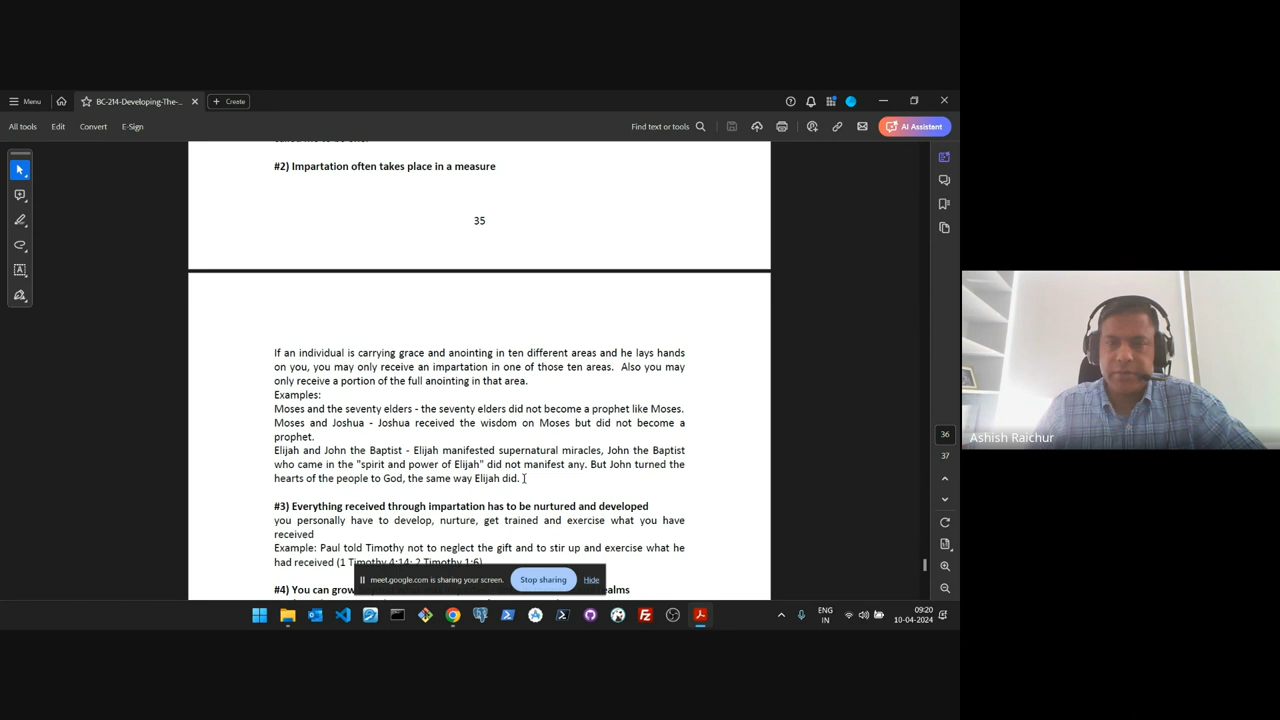 Menu
BC-214-Developing-The-...
Create
All tools
Edit
Convert
E-Sign
Find text or tools
AI Assistant
#2) Impartation often takes place in a measure
35
If an individual is carrying grace and anointing in ten different areas and he lays hands
on you, you may only receive an impartation in one of those ten areas. Also you may
only receive a portion of the full anointing in that area.
Examples:
Moses and the seventy elders - the seventy elders did not become a prophet like Moses.
Moses and Joshua - Joshua received the wisdom on Moses but did not become a
prophet.
Elijah and John the Baptist - Elijah manifested supernatural miracles, John the Baptist
who came in the "spirit and power of Elijah" did not manifest any. But John turned the
hearts of the people to God, the same way Elijah did.
#3) Everything received through impartation has to be nurtured and developed
you personally have to develop, nurture, get trained and exercise what you have
received
Example: Paul told Timothy not to neglect the gift and to stir up and exercise what he
had received (1 Timothy 4:14; 2 Timothy 1:6)
#4) You can grow
meet.google.com is sharing your screen.
Stop sharing
Hide
36
37
Ashish Raichur
ENG
IN
09:20
10-04-2024